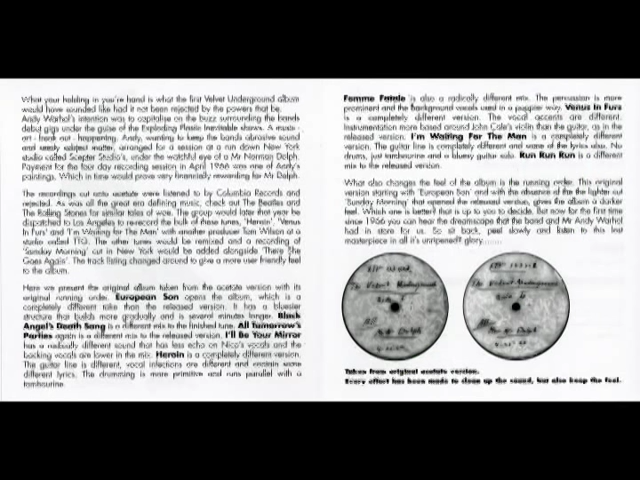 What your holding in you're hand is what the first Velvet Underground album
would have sounded like had it not been rejected by the powers that be.
Andy Warhol's intention was to capitalise on the buzz surrounding the bands
debut gigs under the guise of the Exploding Plastic Inevitable shows. A music -
art - freak out - happening. Andy, wanting to keep the bands abrasive sound
and seedy subject matter, arranged for a session at a run down New York
studio called Scepter Studio's, under the watchful eye of a Mr Norman Dolph.
Payment for the four day recording session in April 1966 was one of Andy's
paintings. Which in time would prove very financially rewarding for Mr Dolph.
The recordings cut onto acetate were listened to by Columbia Records and
rejected. As was all the great era defining music, check out The Beatles and
The Rolling Stones for similar tales of woe. The group would later that year be
dispatched to Los Angeles to re-record the bulk of these tunes, 'Heroin', 'Venus
In Furs' and 'I'm Waiting for The Man' with another producer Tom Wilson at a
studio called TTG. The other tunes would be remixed and a recording of
'Sunday Morning' cut in New York would be added alongside 'There She
Goes Again'. The track listing changed around to give a more user friendly feel
to the album.
Here we present the original album taken from the acetate version with its
original running order. European Son opens the album, which is a
completely different take than the released version. It has a bluesier
structure that builds more gradually and is several minutes longer. Black
Angel's Death Song is a different mix to the finished tune. All Tomorrow's
Parties again is a different mix to the released version. I'll Be Your Mirror
has a radically different sound that has less echo on Nico's vocals and the
backing vocals are lower in the mix. Heroin is a completely different version.
The guitar line is different, vocal inflections are different and contain some
different lyrics. The drumming is more primitive and runs parallel with a
tambourine.
Femme Fatale is also a radically different mix. The percussion is more
prominent and the background vocals used in a poppier way. Venus In Furs
is a completely different version. The vocal accents are different.
Instrumentation more based around John Cale's violin than the guitar, as in the
released version. I'm Waiting For The Man is a completely different
version. The guitar line is completely different and some of the lyrics also. No
drums, just tambourine and a bluesy guitar solo. Run Run Run is a different
mix to the released version.
What also changes the feel of the album is the running order. This original
version starting with 'European Son' and with the absence of the the lighter cut
'Sunday Morning' that opened the released version, gives the album a darker
feel. Which one is better? that is up to you to decide. But now for the first time
since 1966 you can hear the dreamscape that the band and Mr Andy Warhol
had in store for us. So sit back, peel slowly and listen to this lost
masterpiece in all it's unripened? glory.......
The Velvet Underground
Mr N Dolph
Taken from original acetate version.
Every effort has been made to clean up the sound, but also keep the feel.